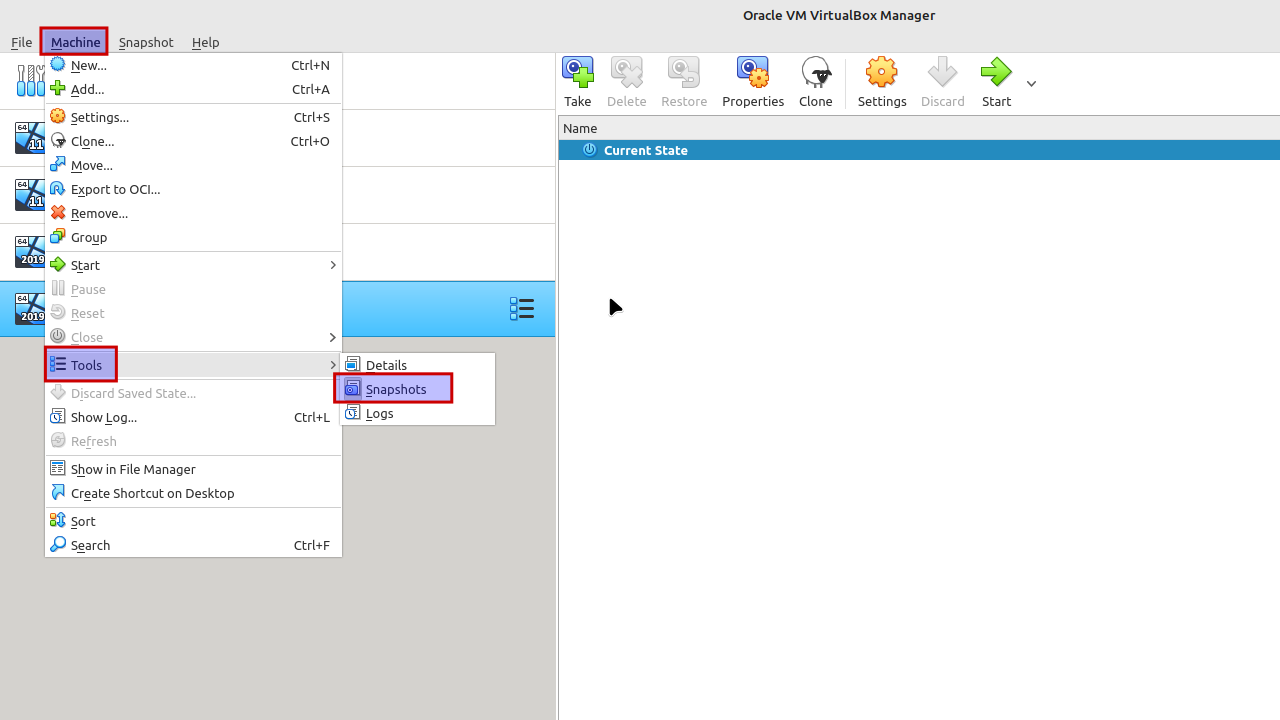 Oracle VM VirtualBox Manager
File Machine Snapshot Help
New... Ctrl+N
Add... Ctrl+A
Settings... Ctrl+S
Clone... Ctrl+O
Move...
Export to OCI...
Remove...
Group
Start
Pause
Reset
Close
Tools
Discard Saved State...
Show Log... Ctrl+L
Refresh
Show in File Manager
Create Shortcut on Desktop
Sort
Search Ctrl+F
Details
Snapshots
Logs
64
11
64
11
64
2019
64
2019
Take Delete Restore Properties Clone Settings Discard Start
Name
Current State